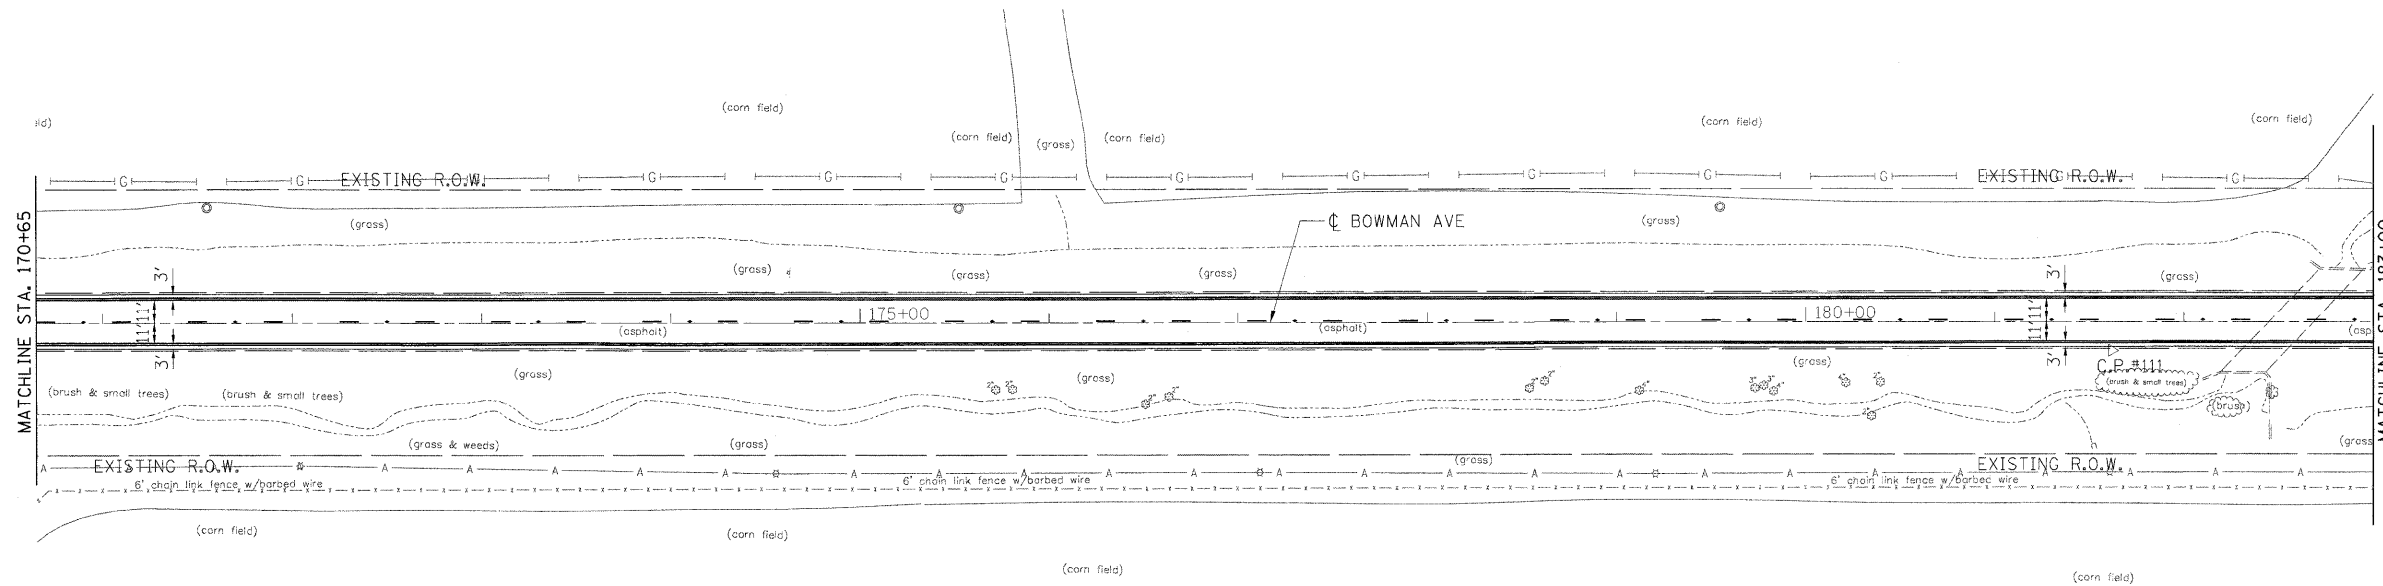 (corn field)
(corn field)
(corn field)
(corn field)
(corn field)
(grass)
G G G G G G G G G G G G
EXISTING R.O.W.
EXISTING R.O.W.
(grass)
(grass)
℄ BOWMAN AVE
(grass)
(grass)
(grass)
(grass)
MATCHLINE STA. 170+65
3'
11'
11'
3'
175+00
180+00
(asphalt)
(asphalt)
3'
11'
11'
3'
MATCHLINE STA.
(grass)
(grass)
(grass)
C.P. #111
(brush & small trees)
(brush & small trees)
(brush & small trees)
(brush)
(grass & weeds)
(grass)
(grass)
(grass
EXISTING R.O.W.
EXISTING R.O.W.
A A A A A A A A A A A A A A A A A A A A A A A A
6' chain link fence w/barbed wire
6' chain link fence w/barbed wire
6' chain link fence w/barbed wire
(corn field)
(corn field)
(corn field)
(corn field)